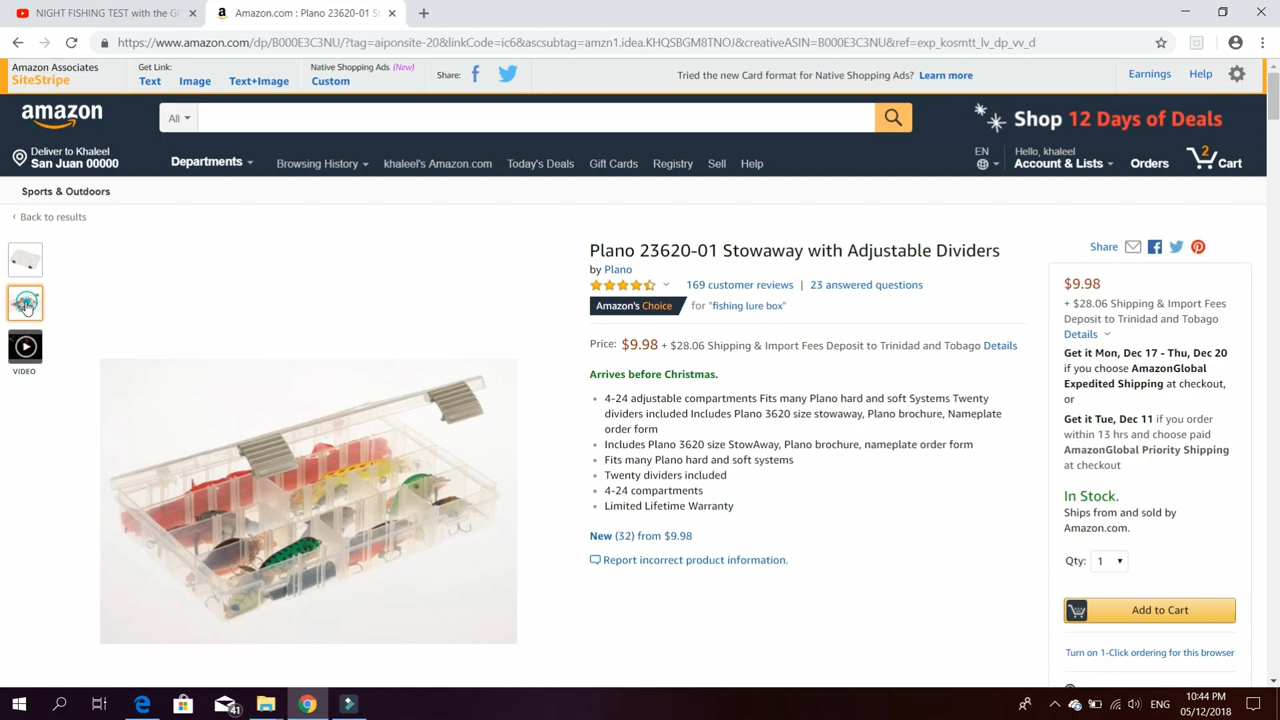 NIGHT FISHING TEST with the GO
Amazon.com : Plano 23620-01 S
https://www.amazon.com/dp/B000E3C3NU/?tag=aiponsite-20&linkCode=ic6&ascsubtag=amzn1.idea.KHQSBGM8TNOJ&creativeASIN=B000E3C3NU&ref=exp_kosmtt_lv_dp_vv_d
Amazon Associates
SiteStripe
Get Link:
Text Image Text+Image
Native Shopping Ads (New)
Custom
Share:
Tried the new Card format for Native Shopping Ads? Learn more
Earnings Help
amazon
All
Shop 12 Days of Deals
Deliver to Khaleel
San Juan 00000
Departments Browsing History khaleel's Amazon.com Today's Deals Gift Cards Registry Sell Help
EN
Hello, khaleel
Account & Lists
Orders
2
Cart
Sports & Outdoors
‹ Back to results
VIDEO
Plano 23620-01 Stowaway with Adjustable Dividers
by Plano
169 customer reviews | 23 answered questions
Amazon's Choice for "fishing lure box"
Price: $9.98 + $28.06 Shipping & Import Fees Deposit to Trinidad and Tobago Details
Arrives before Christmas.
• 4-24 adjustable compartments Fits many Plano hard and soft Systems Twenty
dividers included Includes Plano 3620 size stowaway, Plano brochure, Nameplate
order form
• Includes Plano 3620 size StowAway, Plano brochure, nameplate order form
• Fits many Plano hard and soft systems
• Twenty dividers included
• 4-24 compartments
• Limited Lifetime Warranty
New (32) from $9.98
Report incorrect product information.
Share
$9.98
+ $28.06 Shipping & Import Fees
Deposit to Trinidad and Tobago
Details
Get it Mon, Dec 17 - Thu, Dec 20
if you choose AmazonGlobal
Expedited Shipping at checkout,
or
Get it Tue, Dec 11 if you order
within 13 hrs and choose paid
AmazonGlobal Priority Shipping
at checkout
In Stock.
Ships from and sold by
Amazon.com.
Qty: 1
Add to Cart
Turn on 1-Click ordering for this browser
41
ENG
10:44 PM
05/12/2018